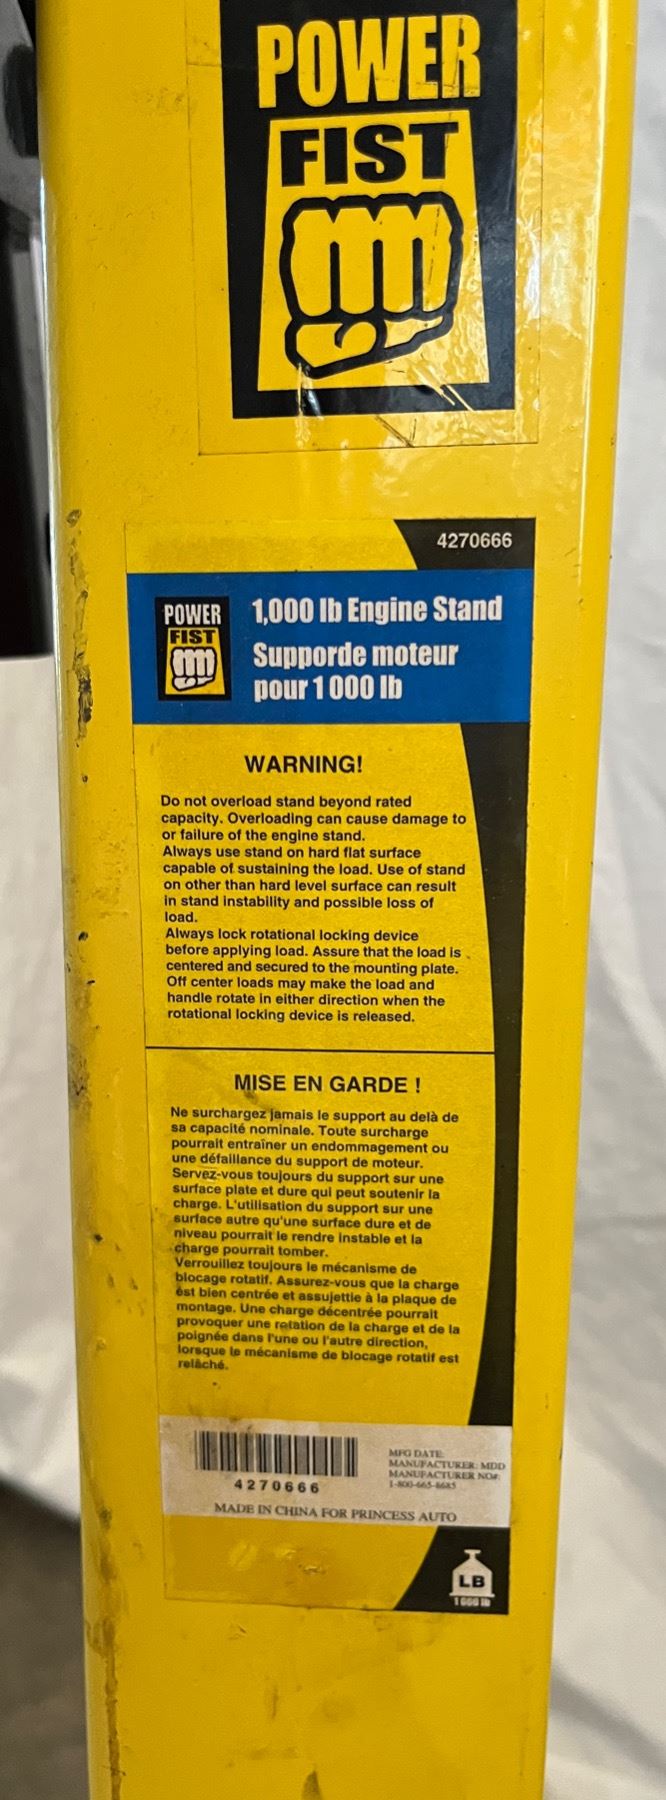 POWER
FIST
4270666
POWER
FIST
1,000 lb Engine Stand
Supporde moteur
pour 1 000 lb
WARNING!
Do not overload stand beyond rated
capacity. Overloading can cause damage to
or failure of the engine stand.
Always use stand on hard flat surface
capable of sustaining the load. Use of stand
on other than hard level surface can result
in stand instability and possible loss of
load.
Always lock rotational locking device
before applying load. Assure that the load is
centered and secured to the mounting plate.
Off center loads may make the load and
handle rotate in either direction when the
rotational locking device is released.
MISE EN GARDE !
Ne surchargez jamais le support au delà de
sa capacité nominale. Toute surcharge
pourrait entraîner un endommagement ou
une défaillance du support de moteur.
Servez-vous toujours du support sur une
surface plate et dure qui peut soutenir la
charge. L'utilisation du support sur une
surface autre qu'une surface dure et de
niveau pourrait le rendre instable et la
charge pourrait tomber.
Verrouillez toujours le mécanisme de
blocage rotatif. Assurez-vous que la charge
est bien centrée et assujettie à la plaque de
montage. Une charge décentrée pourrait
provoquer une rotation de la charge et de la
poignée dans l'une ou l'autre direction,
lorsque le mécanisme de blocage rotatif est
relâché.
MFG DATE:
MANUFACTURER: MDD
MANUFACTURER NO#:
1-800-665-8685
4270666
MADE IN CHINA FOR PRINCESS AUTO
LB
1 000 lb